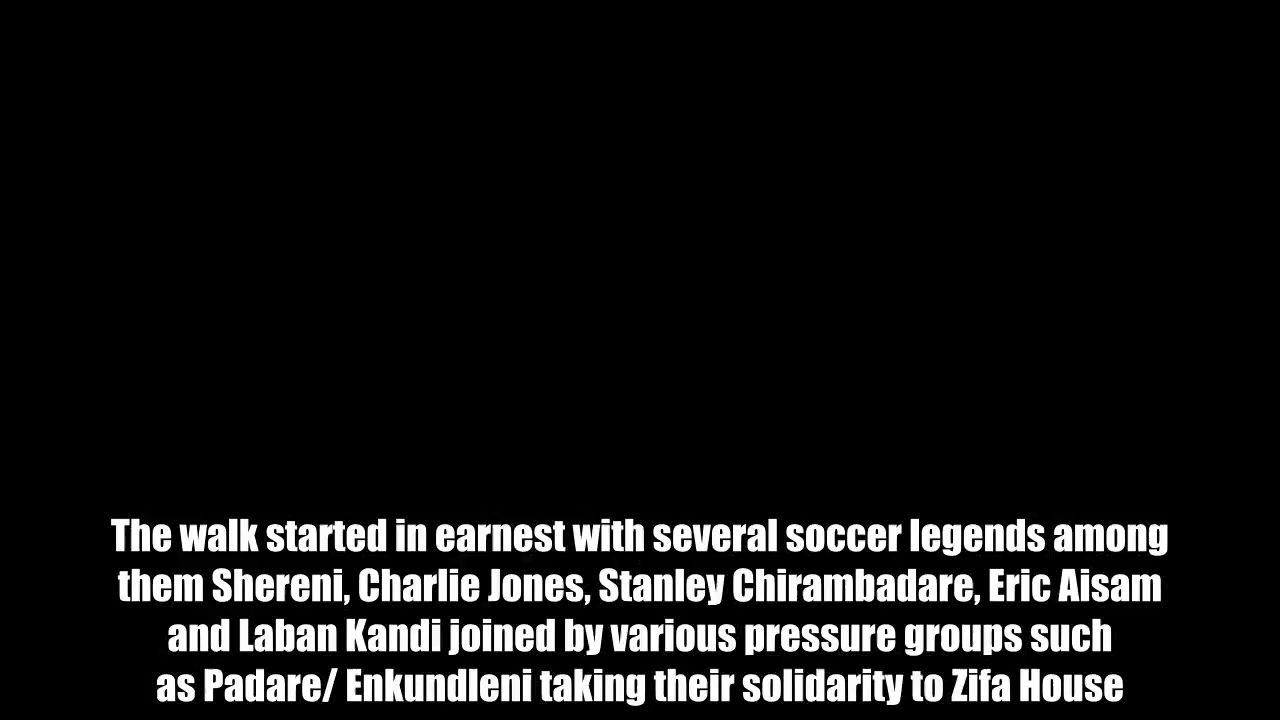 The walk started in earnest with several soccer legends among
them Shereni, Charlie Jones, Stanley Chirambadare, Eric Aisam
and Laban Kandi joined by various pressure groups such
as Padare/ Enkundleni taking their solidarity to Zifa House